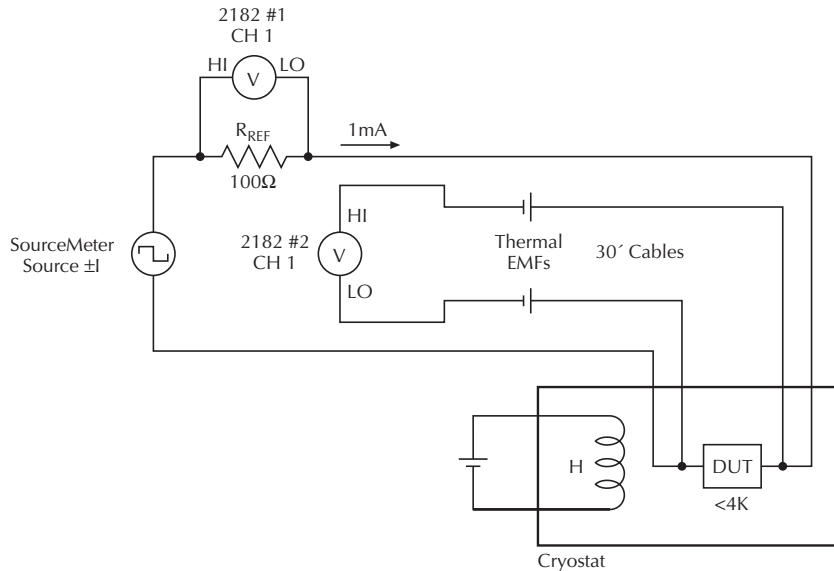 2182 #1
CH 1
HI
LO
V
RREF
100Ω
1mA
HI
2182 #2
CH 1
V
LO
Thermal
EMFs
30´ Cables
SourceMeter
Source ±I
H
DUT
<4K
Cryostat